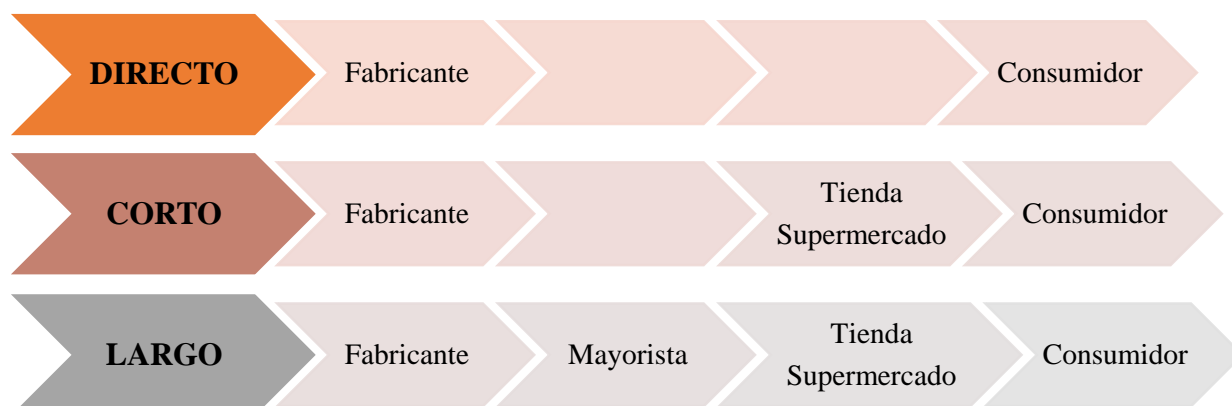 DIRECTO Fabricante Consumidor
CORTO Fabricante Tienda Supermercado Consumidor
LARGO Fabricante Mayorista Tienda Supermercado Consumidor